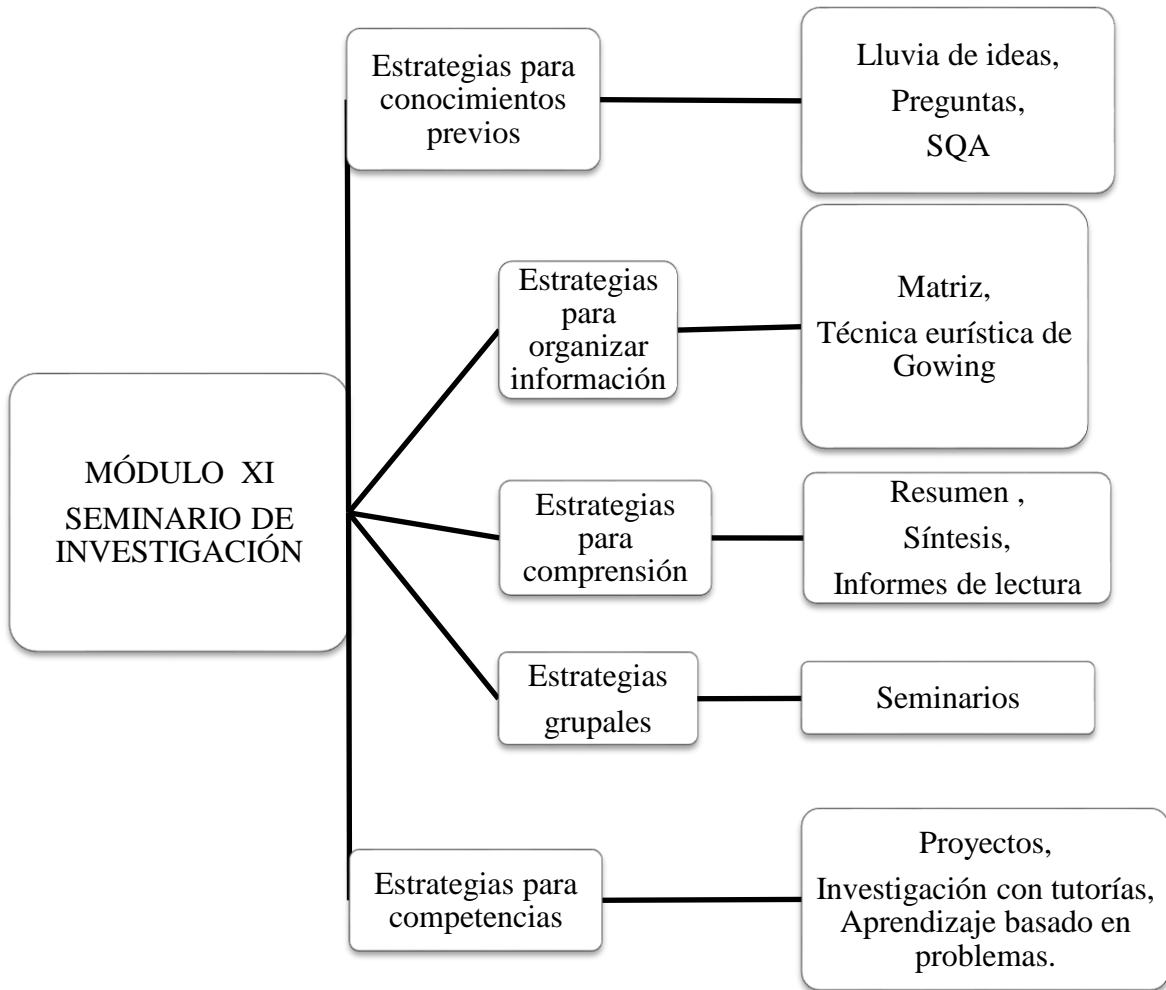 MÓDULO XI
SEMINARIO DE
INVESTIGACIÓN
Estrategias para
conocimientos
previos
Lluvia de ideas,
Preguntas,
SQA
Estrategias
para
organizar
información
Matriz,
Técnica eurística de
Gowing
Estrategias
para
comprensión
Resumen ,
Síntesis,
Informes de lectura
Estrategias
grupales
Seminarios
Estrategias para
competencias
Proyectos,
Investigación con tutorías,
Aprendizaje basado en
problemas.